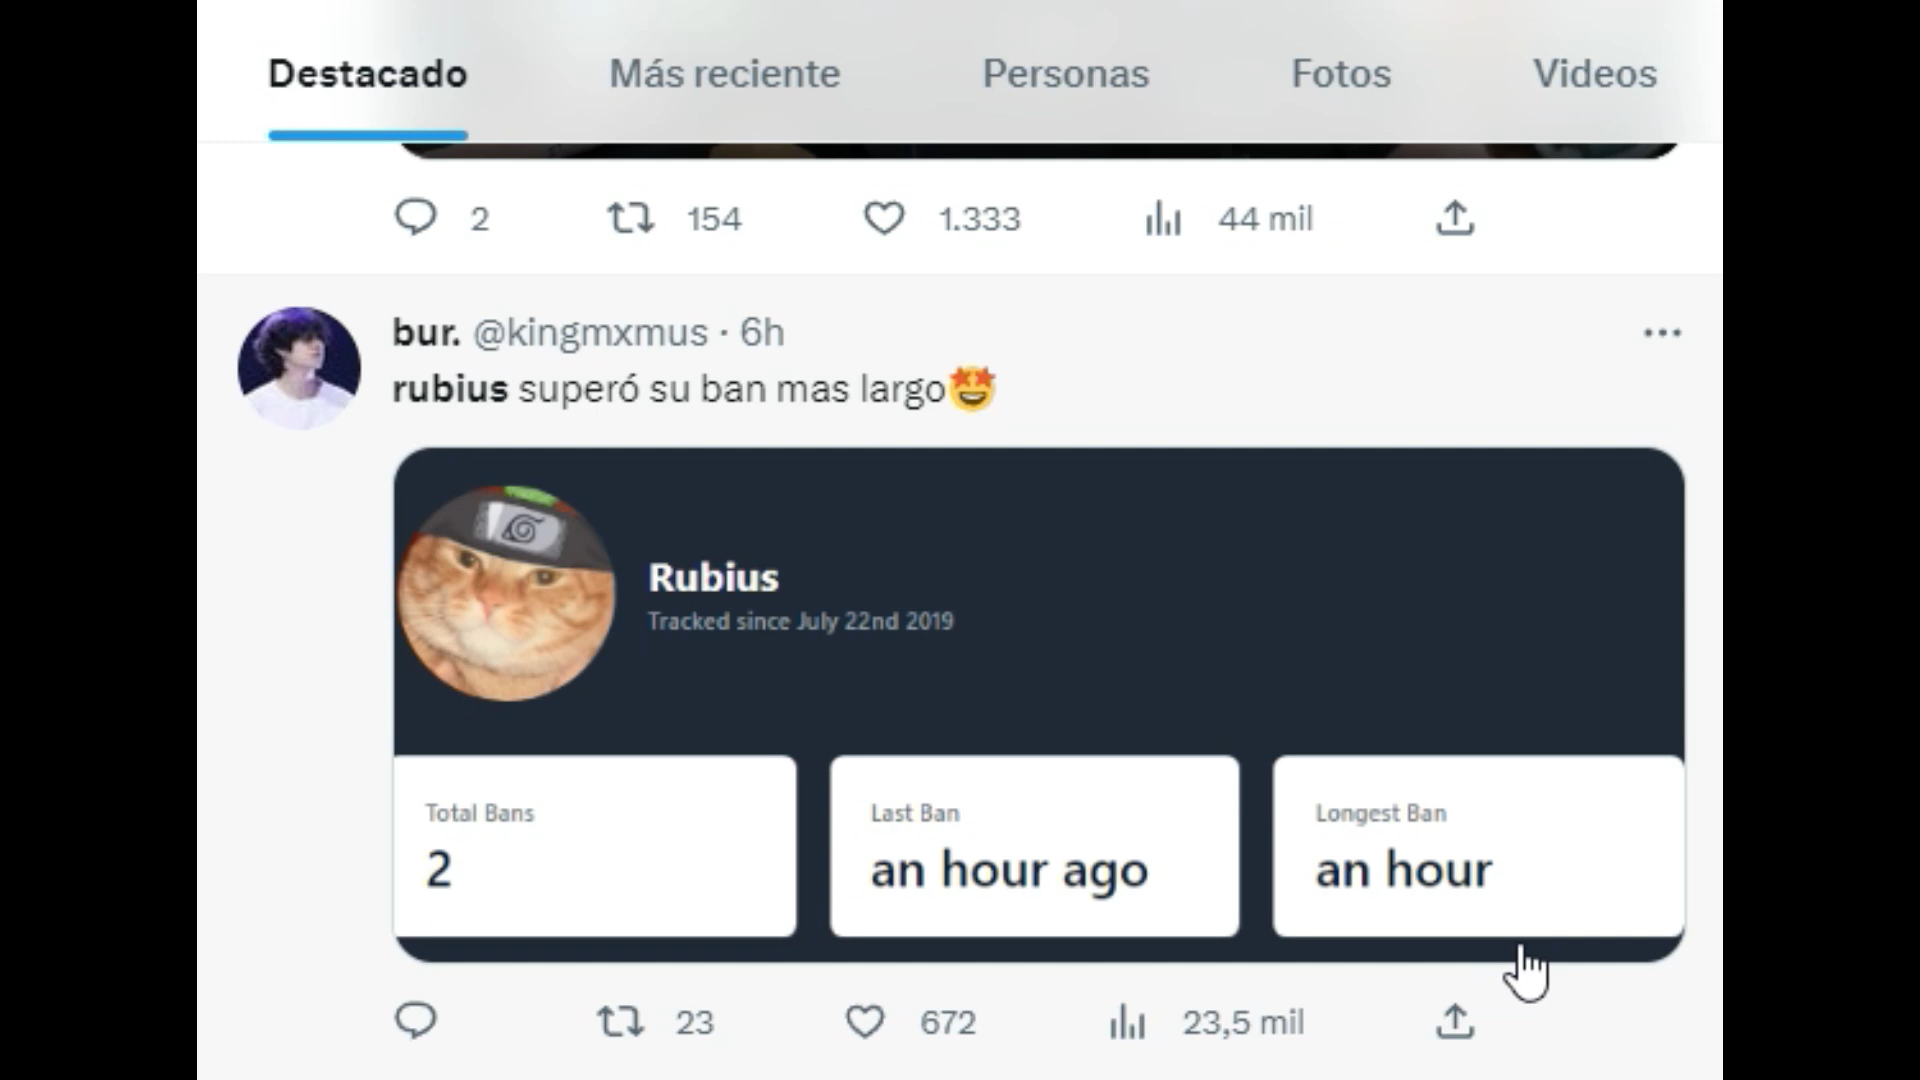 Destacado Más reciente Personas Fotos Videos
2 154 1.333 44 mil
bur. @kingmxmus · 6h
rubius superó su ban mas largo🤩
Rubius
Tracked since July 22nd 2019
Total Bans Last Ban Longest Ban
2 an hour ago an hour
23 672 23,5 mil